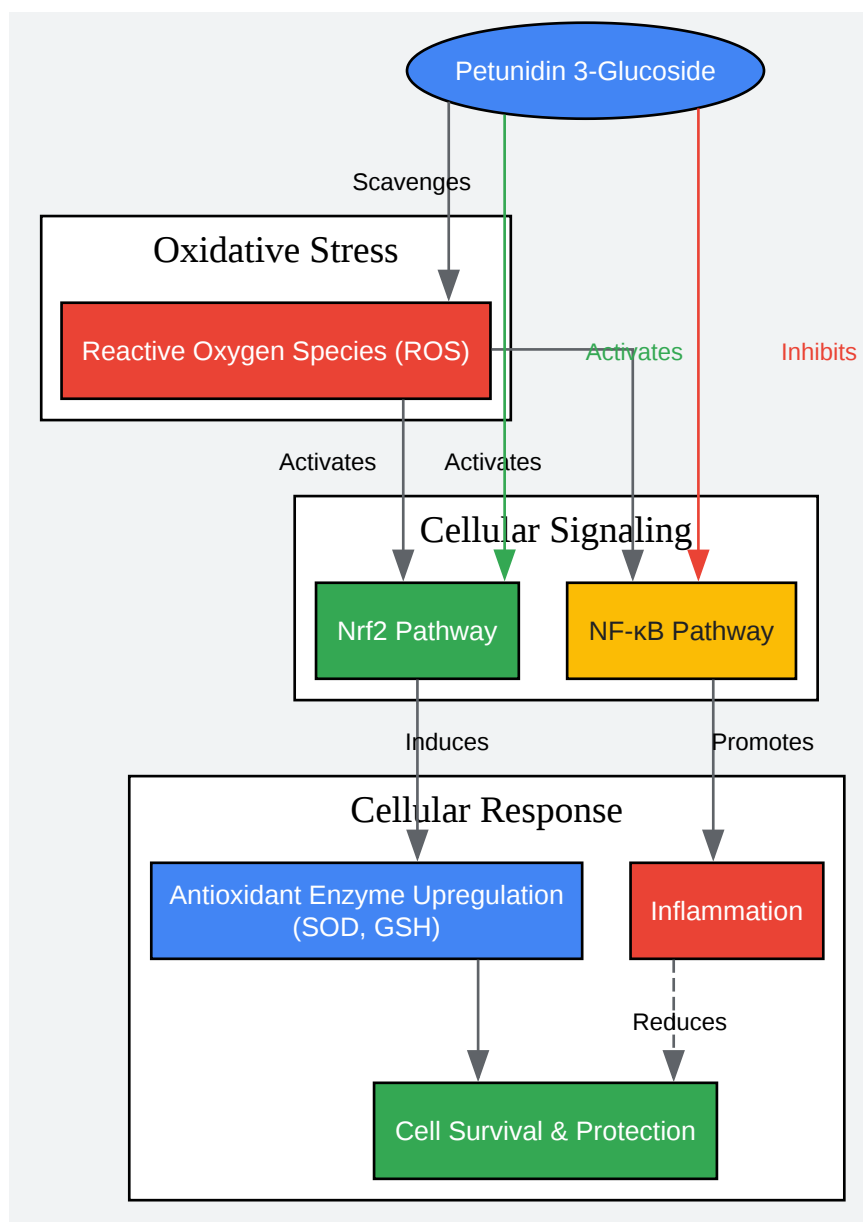 Petunidin 3-Glucoside
Scavenges
Oxidative Stress
Reactive Oxygen Species (ROS)
Activates
Inhibits
Activates
Activates
Cellular Signaling
Nrf2 Pathway
NF-κB Pathway
Induces
Promotes
Cellular Response
Antioxidant Enzyme Upregulation
(SOD, GSH)
Inflammation
Reduces
Cell Survival & Protection